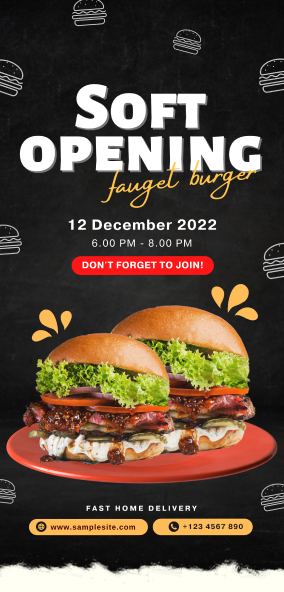 SOFT
OPENING
fauget burger
12 December 2022
6.00 PM - 8.00 PM
DON'T FORGET TO JOIN!
FAST HOME DELIVERY
www.samplesite.com
+123 4567 890